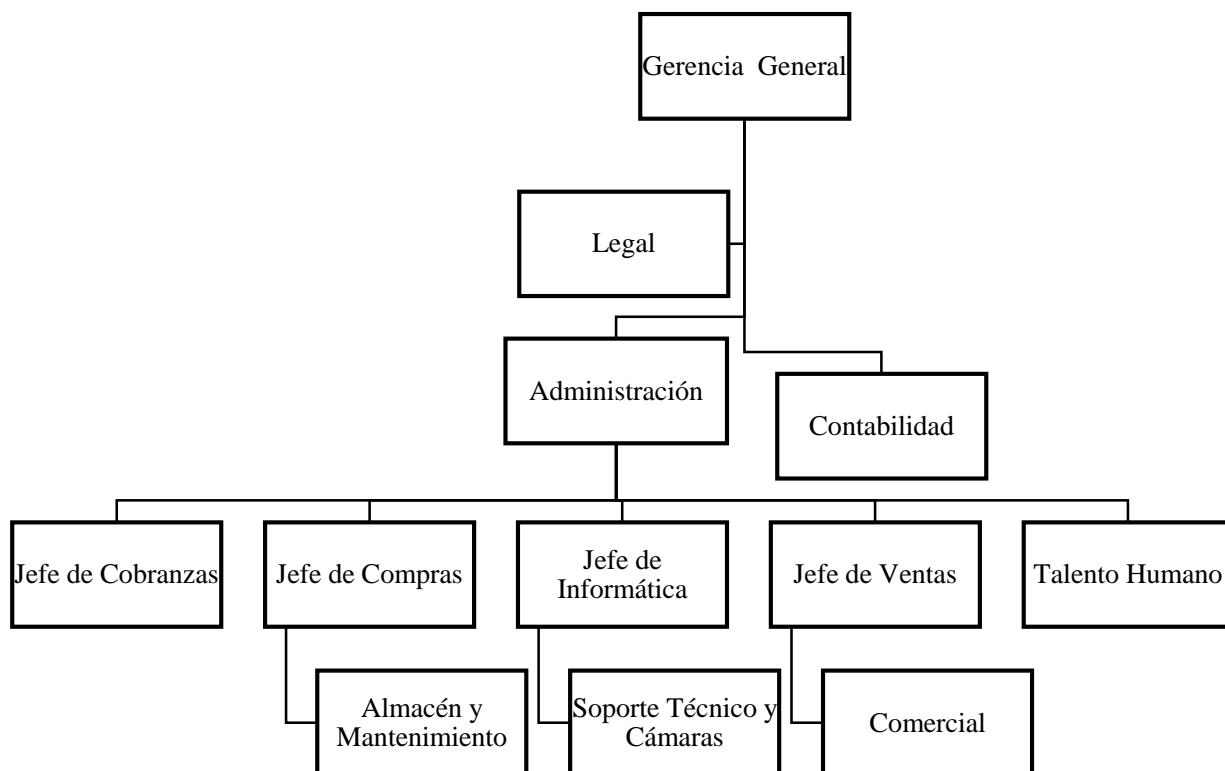 Gerencia General
Legal
Administración
Contabilidad
Jefe de Cobranzas
Jefe de Compras
Jefe de
Informática
Jefe de Ventas
Talento Humano
Almacén y
Mantenimiento
Soporte Técnico y
Cámaras
Comercial